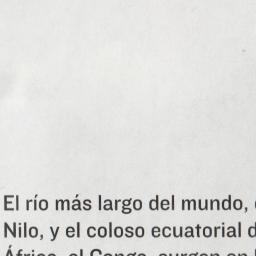 El río más largo del mundo,
Nilo, y el coloso ecuatorial d
África, el Congo, surgen en